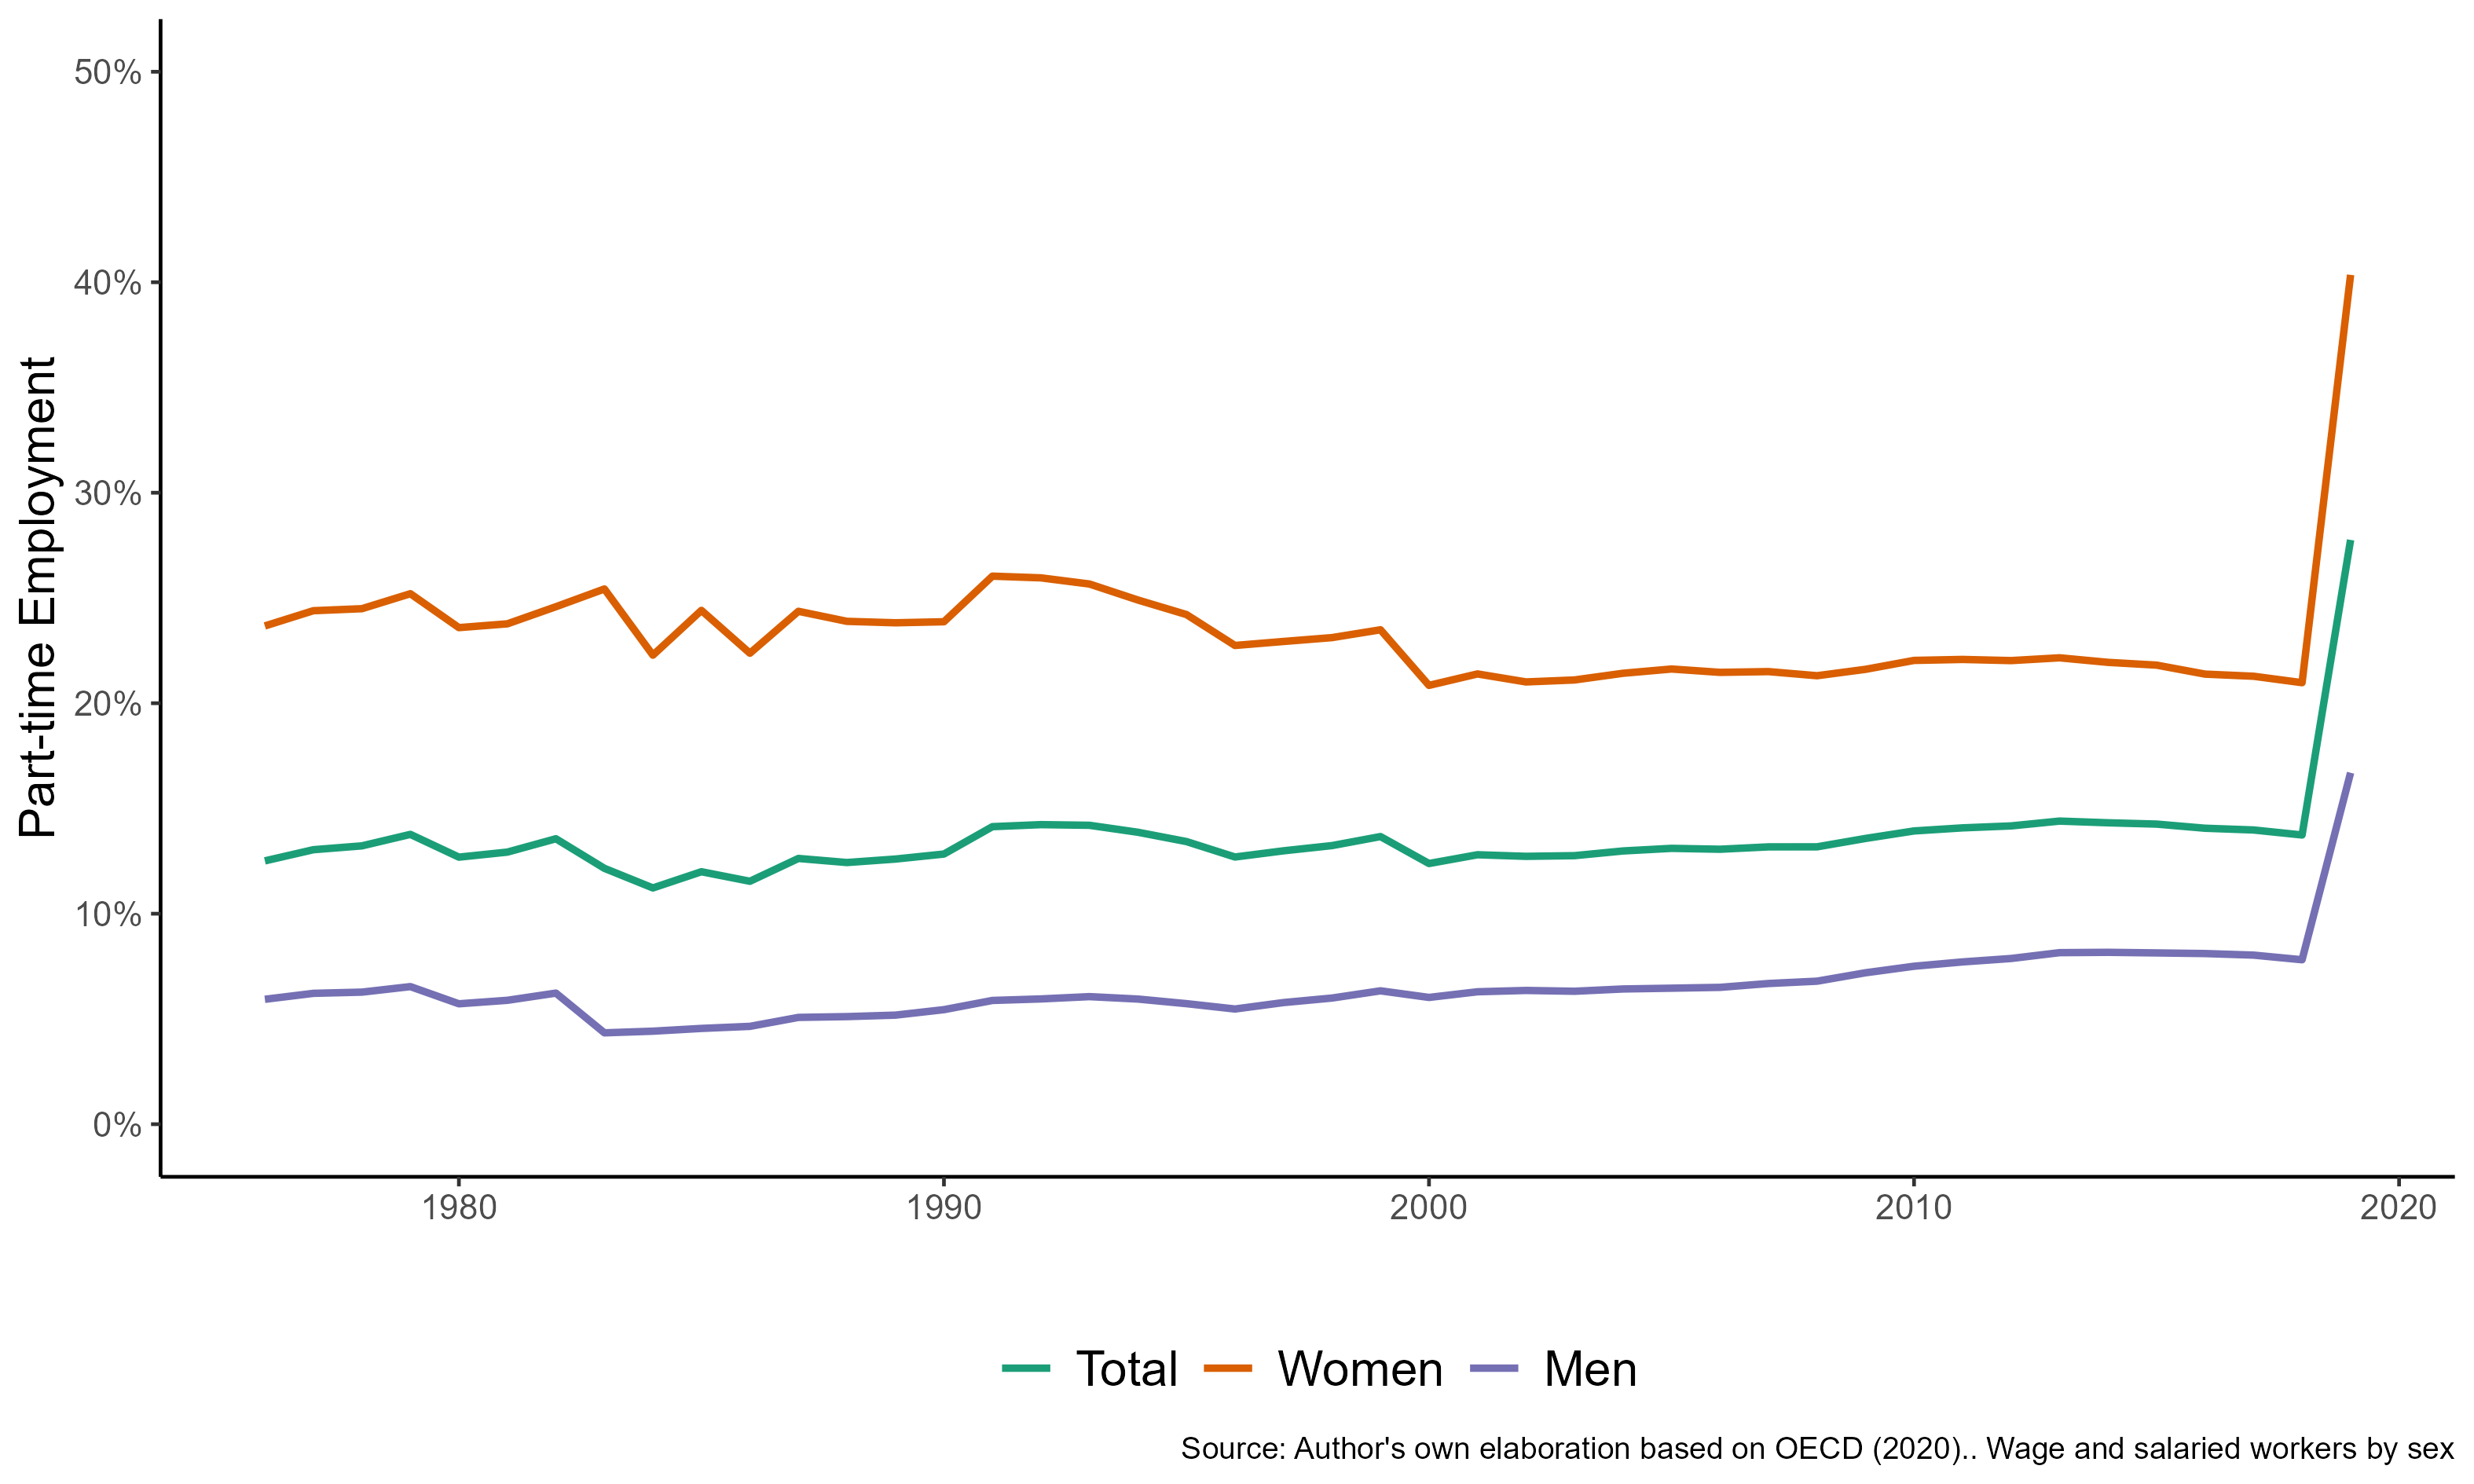 Part-time Employment
50%
40%
30%
20%
10%
0%
1980 1990 2000 2010 2020
Total Women Men
Source: Author's own elaboration based on OECD (2020).. Wage and salaried workers by sex